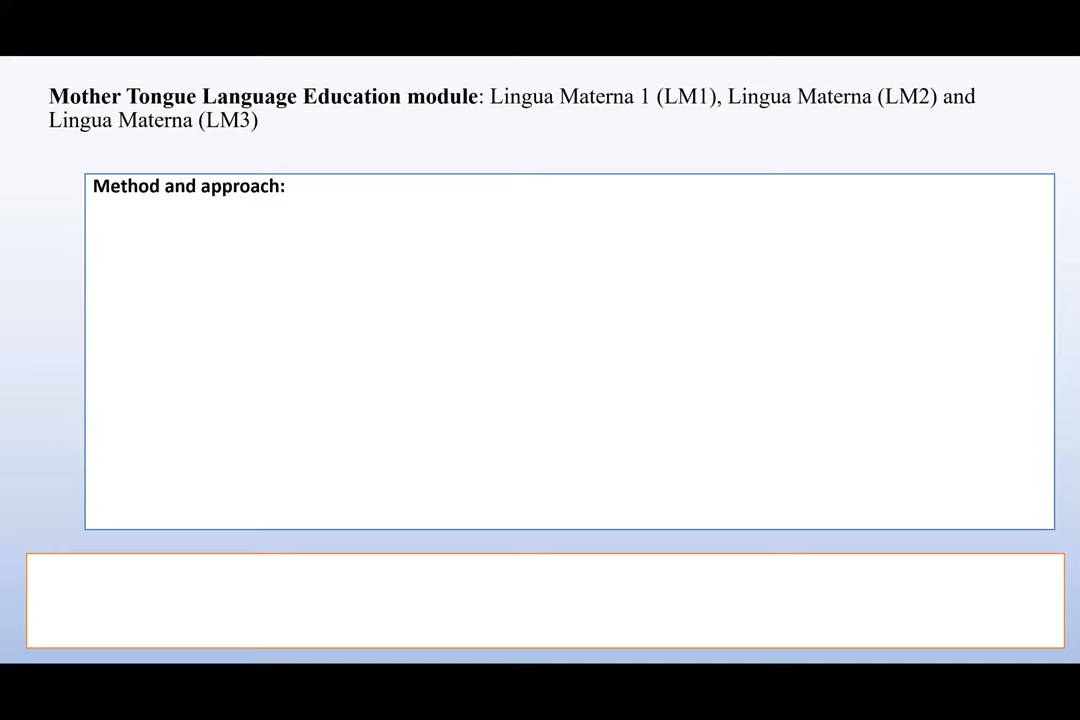 Mother Tongue Language Education module: Lingua Materna 1 (LM1), Lingua Materna (LM2) and
Lingua Materna (LM3)
Method and approach: